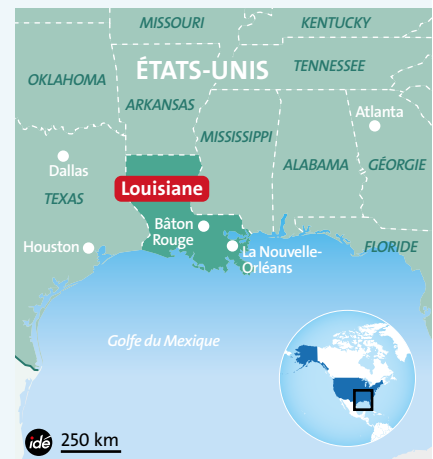 MISSOURI
KENTUCKY
ÉTATS-UNIS
TENNESSEE
OKLAHOMA
ARKANSAS
Atlanta
MISSISSIPPI
Dallas
ALABAMA
GÉORGIE
Louisiane
TEXAS
Bâton
Rouge
Houston
La Nouvelle-
Orléans
FLORIDE
Golfe du Mexique
idé
250 km